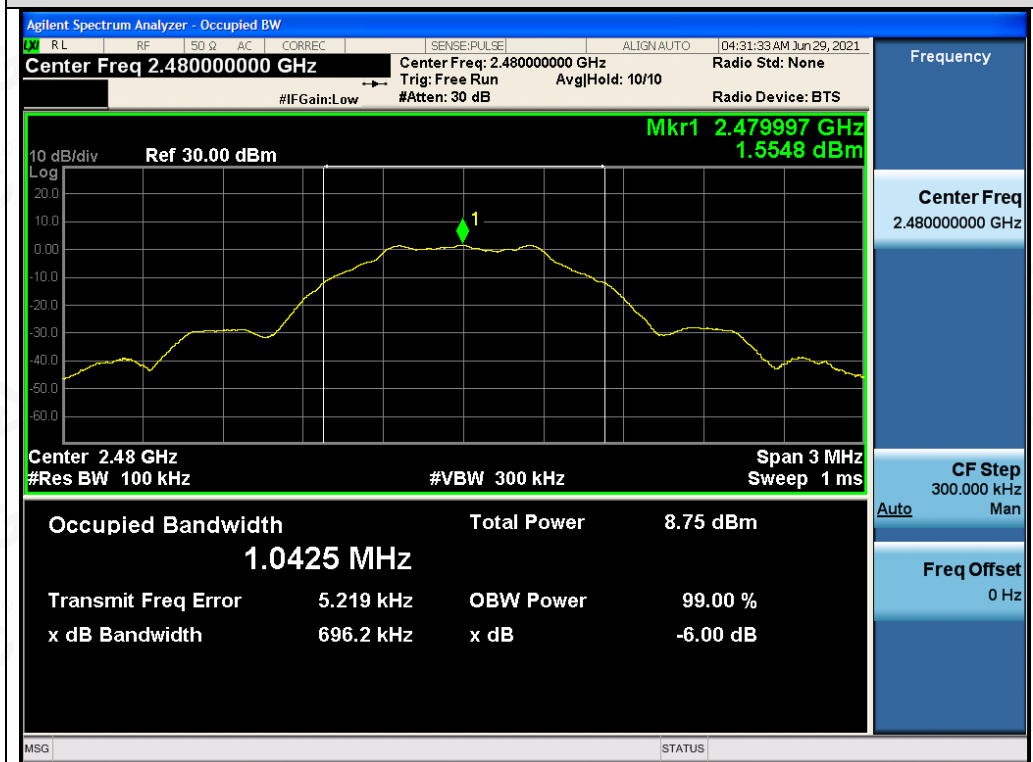 Agilent Spectrum Analyzer - Occupied BW
LXI RL RF 50 Ω AC CORREC SENSE:PULSE ALIGN AUTO 04:31:33 AM Jun 29, 2021
Center Freq 2.480000000 GHz
Center Freq: 2.480000000 GHz
Radio Std: None
Trig: Free Run Avg|Hold: 10/10
#IFGain:Low
#Atten: 30 dB
Radio Device: BTS
Mkr1 2.479997 GHz
1.5548 dBm
10 dB/div Ref 30.00 dBm
Log
20.0
10.0
0.00
-10.0
-20.0
-30.0
-40.0
-50.0
-60.0
1
Center 2.48 GHz
Span 3 MHz
#Res BW 100 kHz
#VBW 300 kHz
Sweep 1 ms
Occupied Bandwidth
1.0425 MHz
Total Power 8.75 dBm
Transmit Freq Error 5.219 kHz
OBW Power 99.00 %
x dB Bandwidth 696.2 kHz
x dB -6.00 dB
Frequency
Center Freq
2.480000000 GHz
CF Step
300.000 kHz
Auto Man
Freq Offset
0 Hz
MSG
STATUS